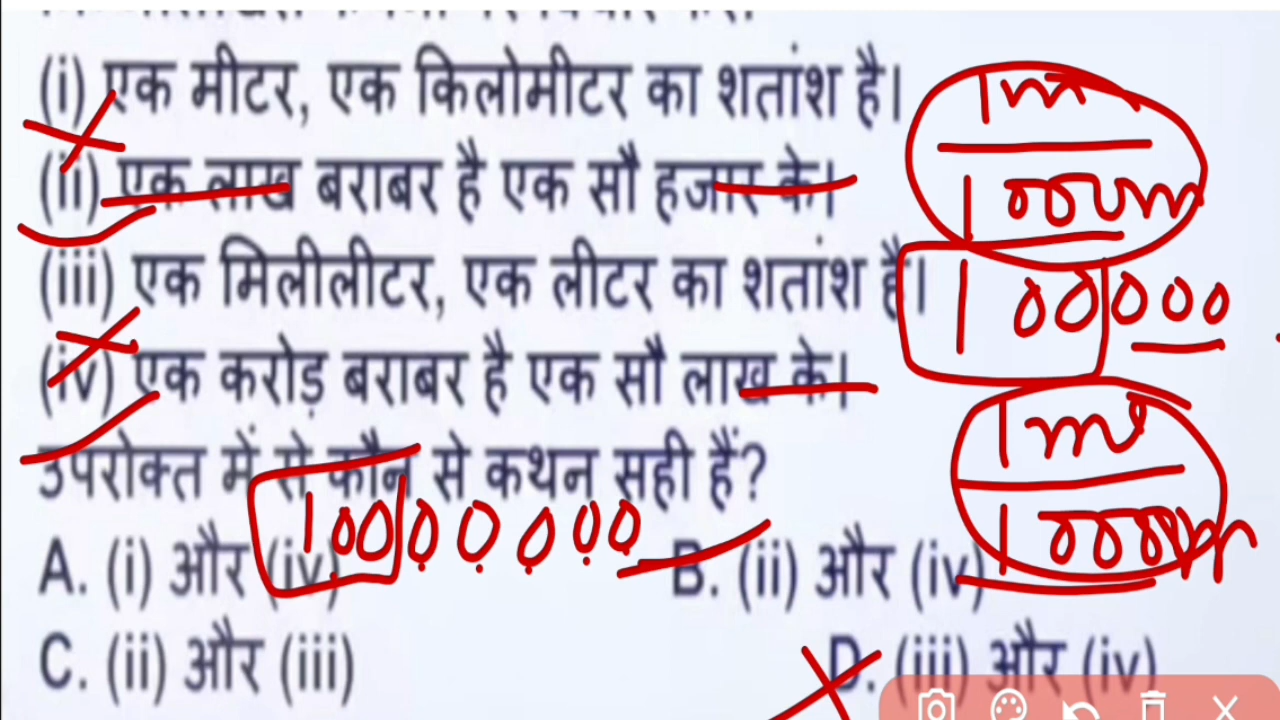 (i) एक मीटर, एक किलोमीटर का शतांश है।
(ii) एक लाख बराबर है एक सौ हजार के।
(iii) एक मिलीलीटर, एक लीटर का शतांश है।
(iv) एक करोड़ बराबर है एक सौ लाख के।
उपरोक्त में से कौन से कथन सही हैं?
A. (i) और (iv)
B. (ii) और (iv)
C. (ii) और (iii)
D. (iii) और (iv)
1m
100000
10000000